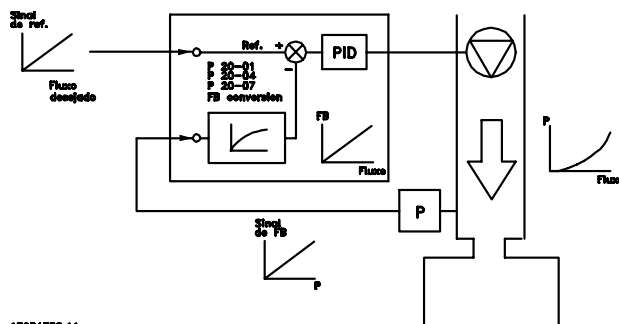 Sinal
de ref.
Fluxo
desejado
Ref.
+
−
PID
P 20-01
P 20-04
P 20-07
FB conversion
FB
Fluxo
P
Fluxo
P
Sinal
de FB
P